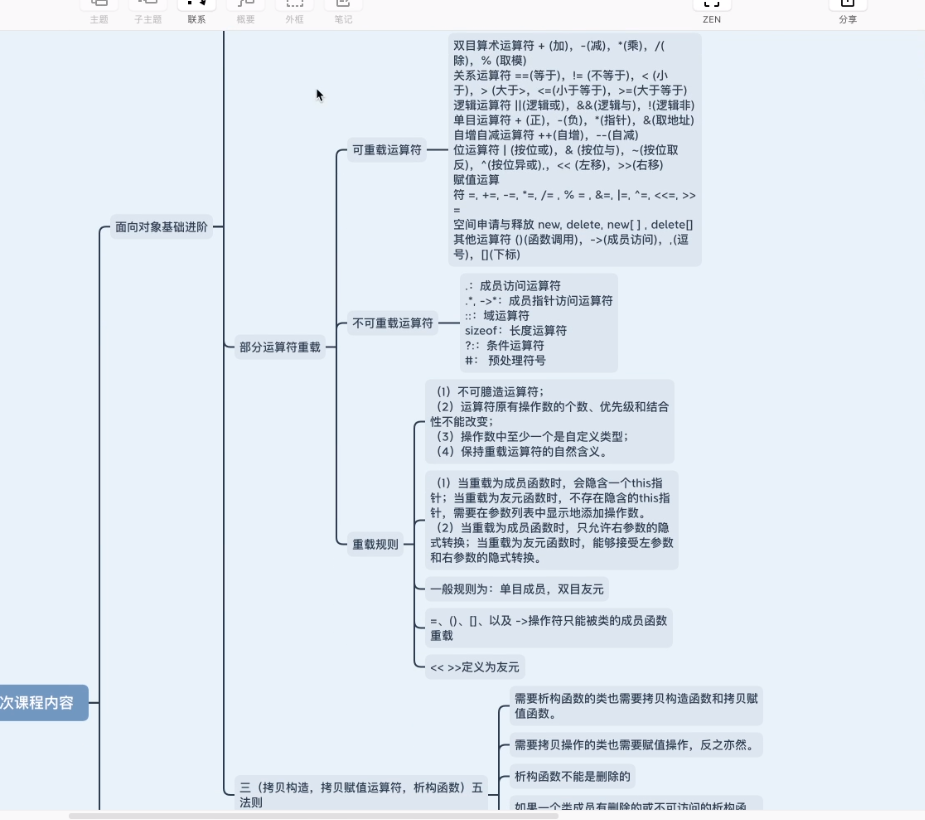 主题
子主题
联系
概要
外框
笔记
ZEN
分享
双目算术运算符 + (加)，-(减)，*(乘)，/(
除)，% (取模)
关系运算符 ==(等于)，!= (不等于)，< (小
于)，> (大于>，<=(小于等于)，>=(大于等于)
逻辑运算符 ||(逻辑或)，&&(逻辑与)，!(逻辑非)
单目运算符 + (正)，-(负)，*(指针)，&(取地址)
自增自减运算符 ++(自增)，--(自减)
位运算符 | (按位或)，& (按位与)，~(按位取
反)，^(按位异或),，<< (左移)，>>(右移)
赋值运算
符 =, +=, -=, *=, /= , % = , &=, |=, ^=, <<=, >>
=
空间申请与释放 new, delete, new[ ] , delete[]
其他运算符 ()(函数调用)，->(成员访问)，,(逗
号)，[](下标)
可重载运算符
面向对象基础进阶
.：成员访问运算符
.*, ->*：成员指针访问运算符
::：域运算符
sizeof：长度运算符
?:：条件运算符
#： 预处理符号
不可重载运算符
部分运算符重载
（1）不可臆造运算符；
（2）运算符原有操作数的个数、优先级和结合
性不能改变；
（3）操作数中至少一个是自定义类型；
（4）保持重载运算符的自然含义。
（1）当重载为成员函数时，会隐含一个this指
针；当重载为友元函数时，不存在隐含的this指
针，需要在参数列表中显示地添加操作数。
（2）当重载为成员函数时，只允许右参数的隐
式转换；当重载为友元函数时，能够接受左参数
和右参数的隐式转换。
重载规则
一般规则为：单目成员，双目友元
=、()、[]、以及 ->操作符只能被类的成员函数
重载
<< >>定义为友元
次课程内容
需要析构函数的类也需要拷贝构造函数和拷贝赋
值函数。
需要拷贝操作的类也需要赋值操作，反之亦然。
析构函数不能是删除的
三（拷贝构造，拷贝赋值运算符，析构函数）五
法则
如果一个类成员有删除的或不可访问的析构函